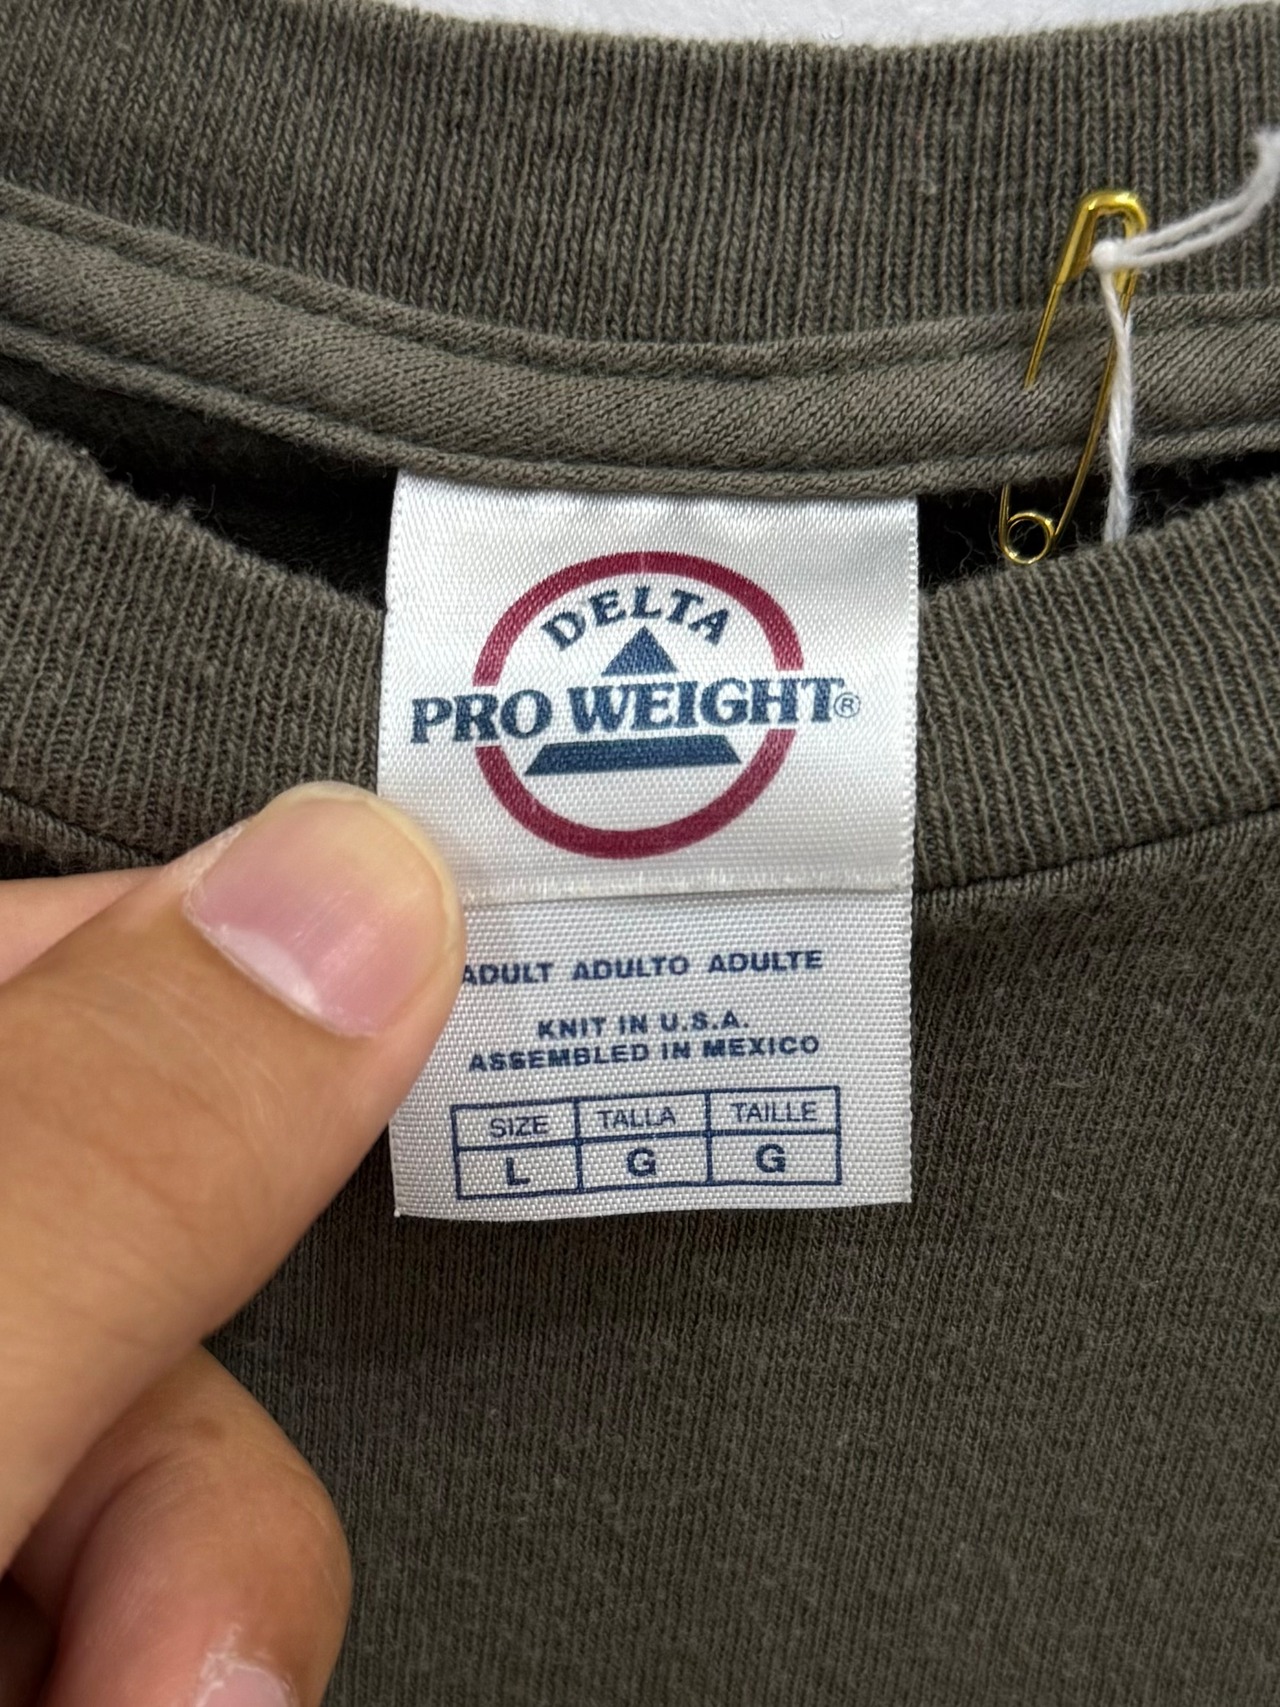 DELTA
PRO WEIGHT®
ADULT ADULTO ADULTE
KNIT IN U.S.A.
ASSEMBLED IN MEXICO
SIZE TALLA TAILLE
L G G